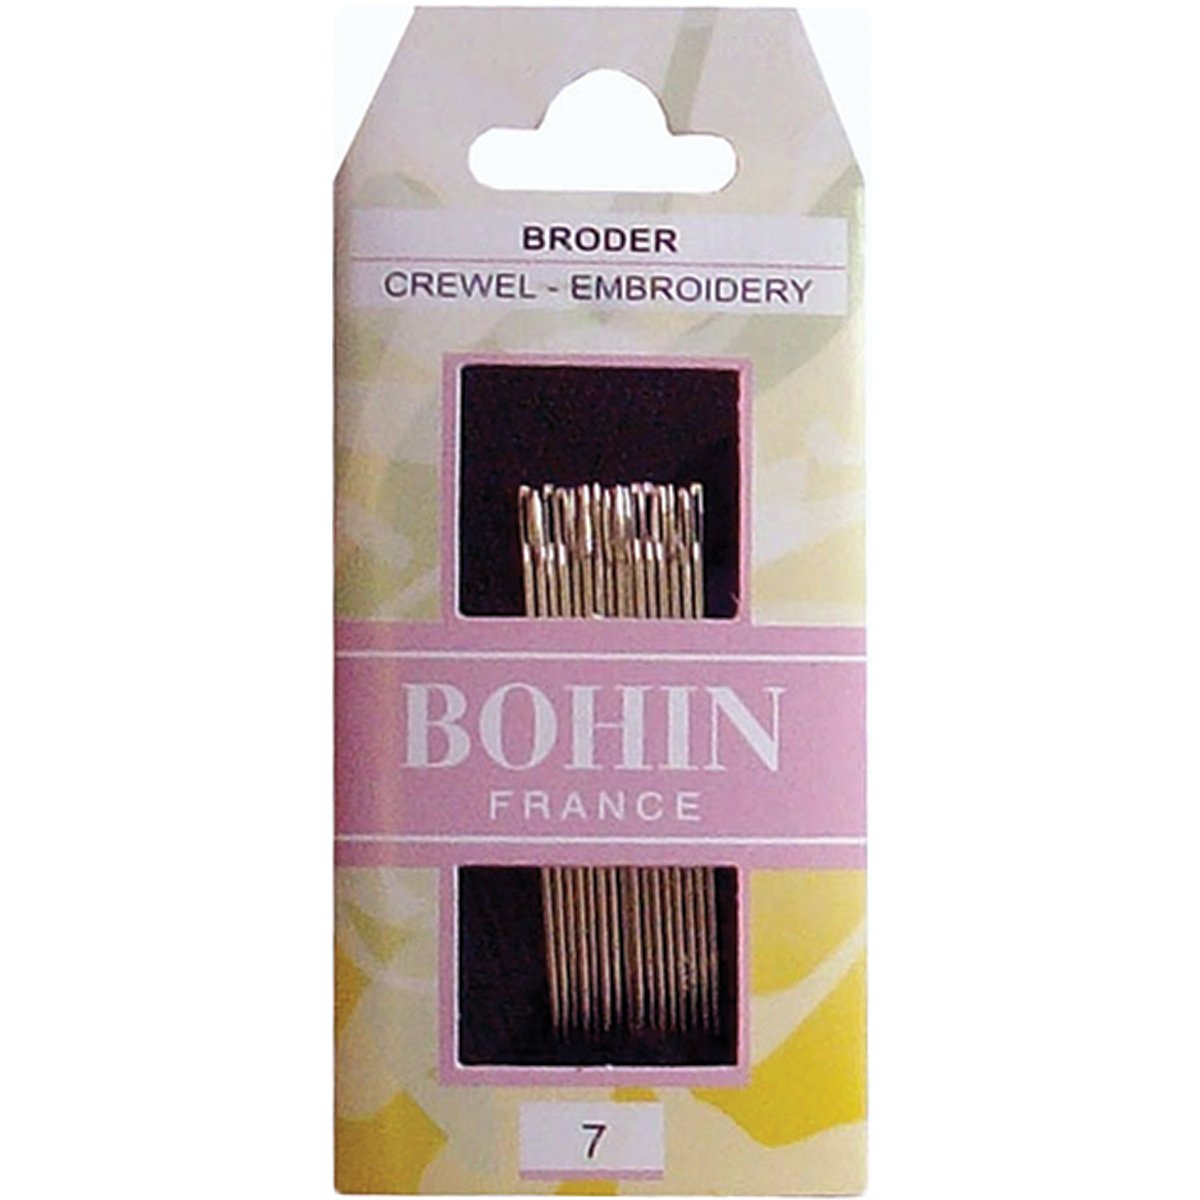 BRODER
CREWEL - EMBROIDERY
BOHIN
FRANCE
7